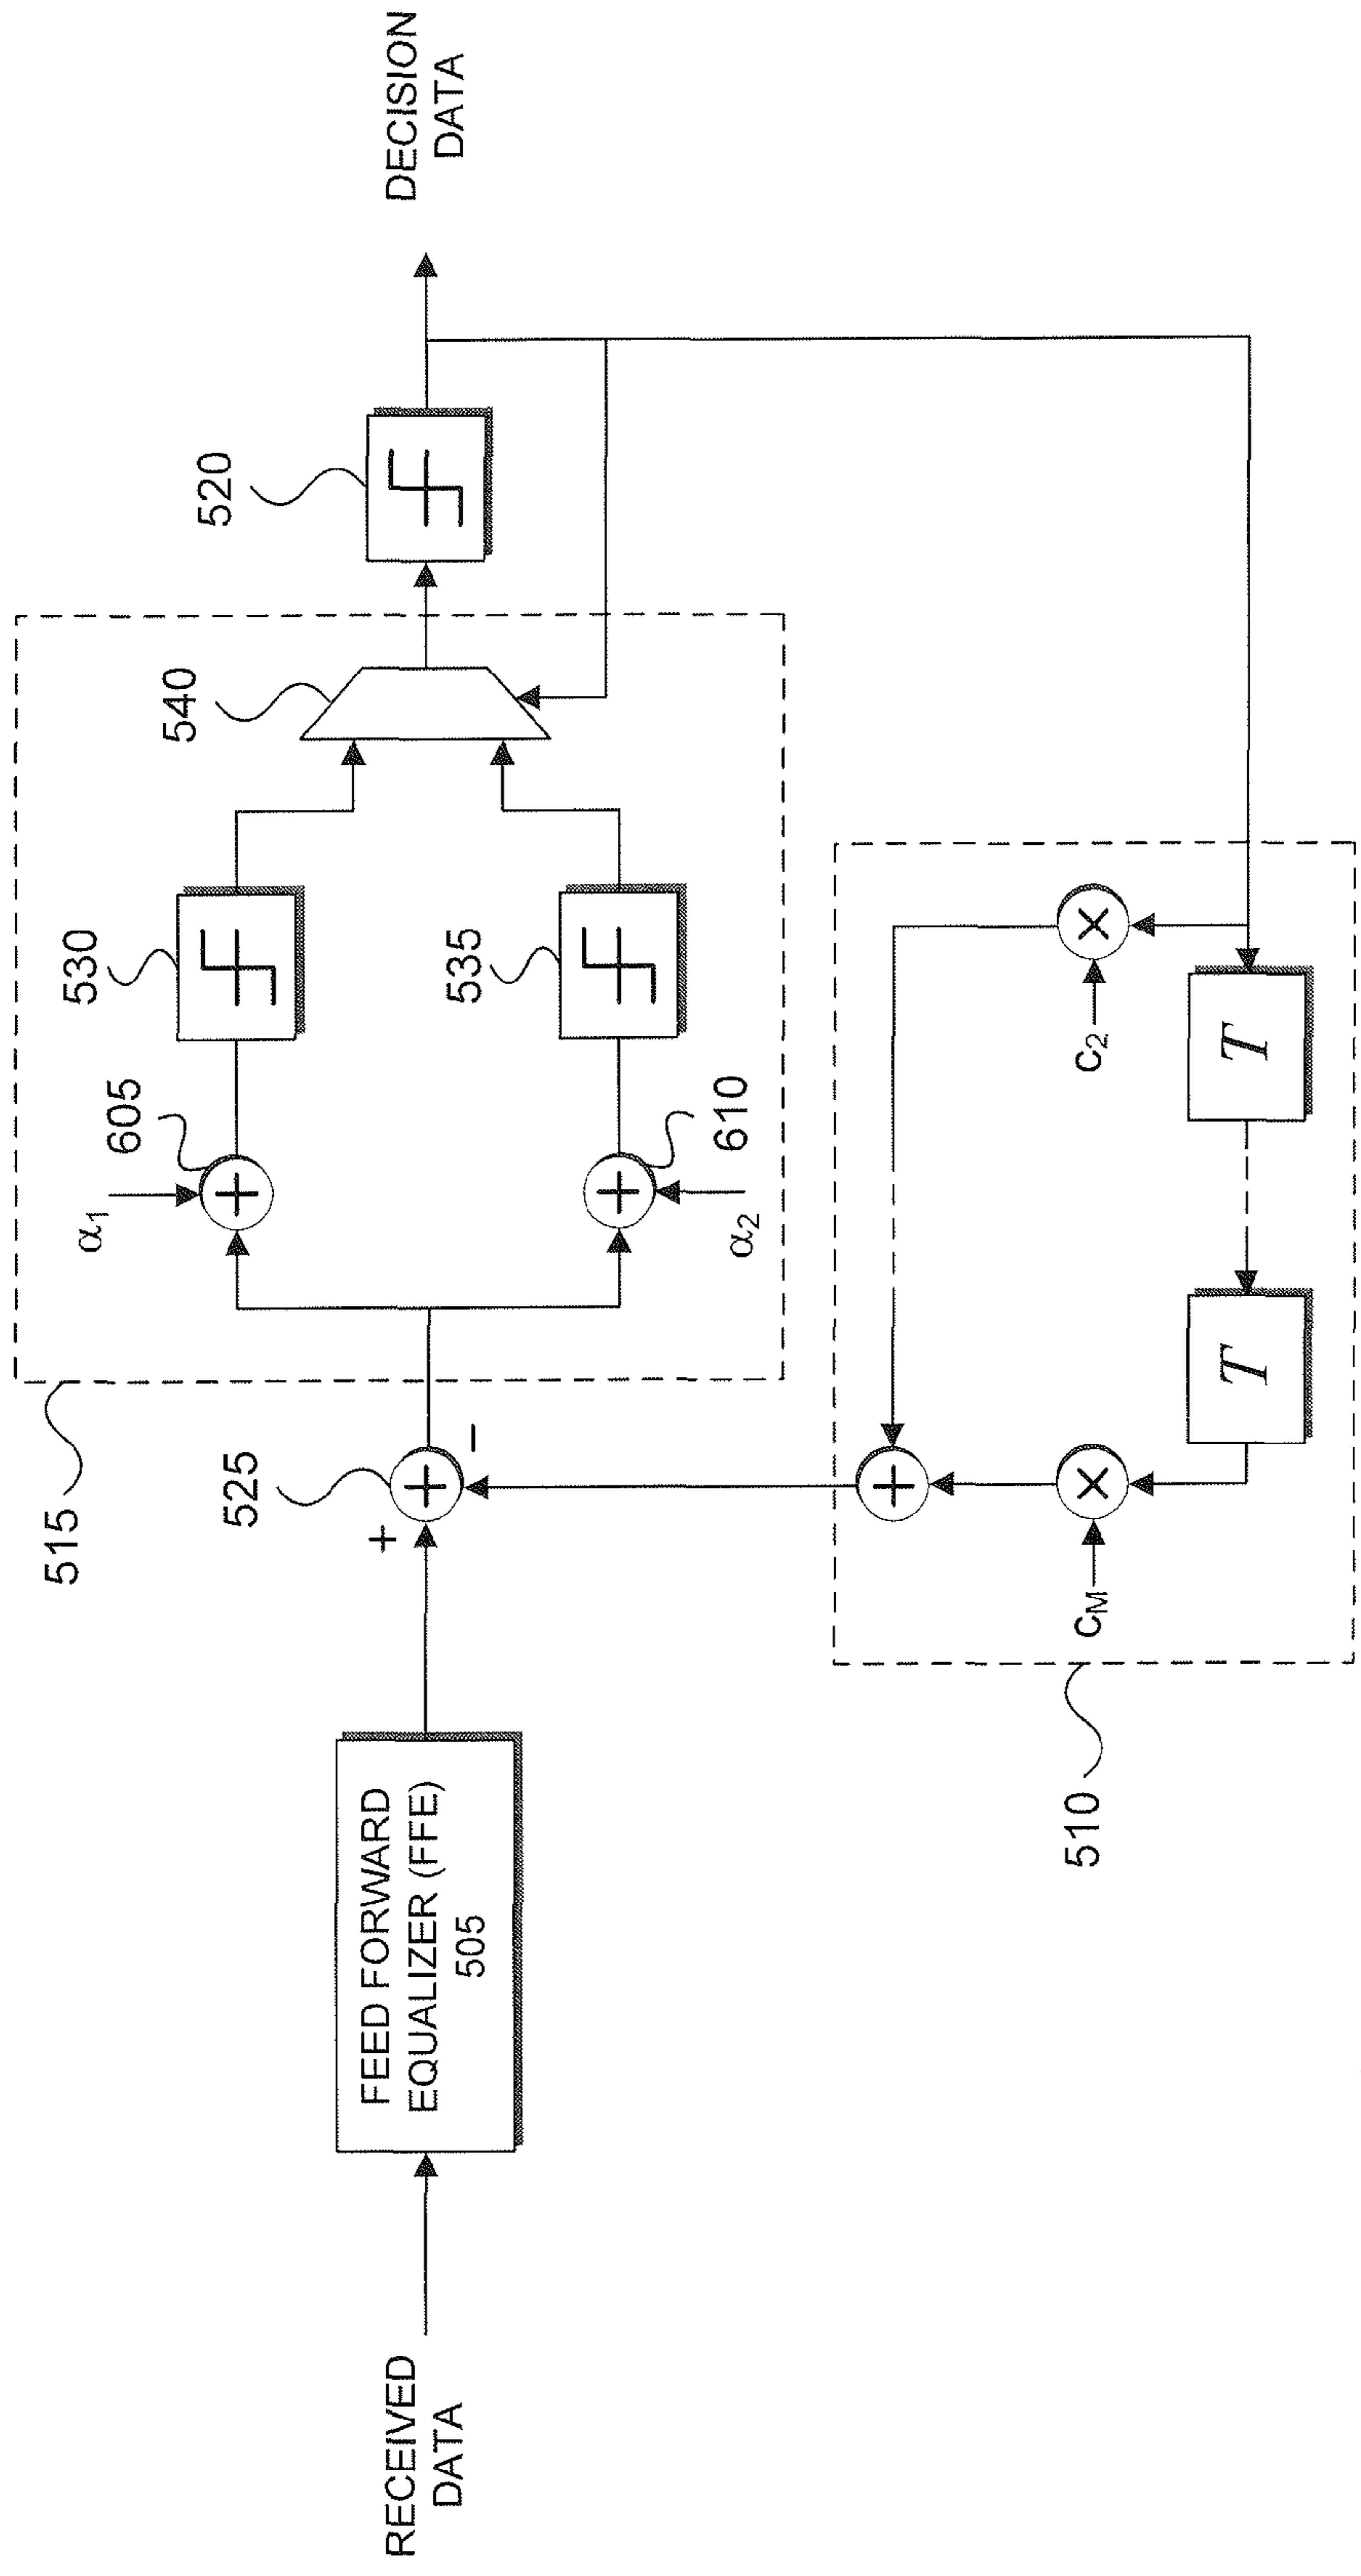 RECEIVED
DATA
FEED FORWARD
EQUALIZER (FFE)
505
515
525
+
−
α₁
605
530
α₂
610
535
540
520
DECISION
DATA
510
c_M
c₂
T
T